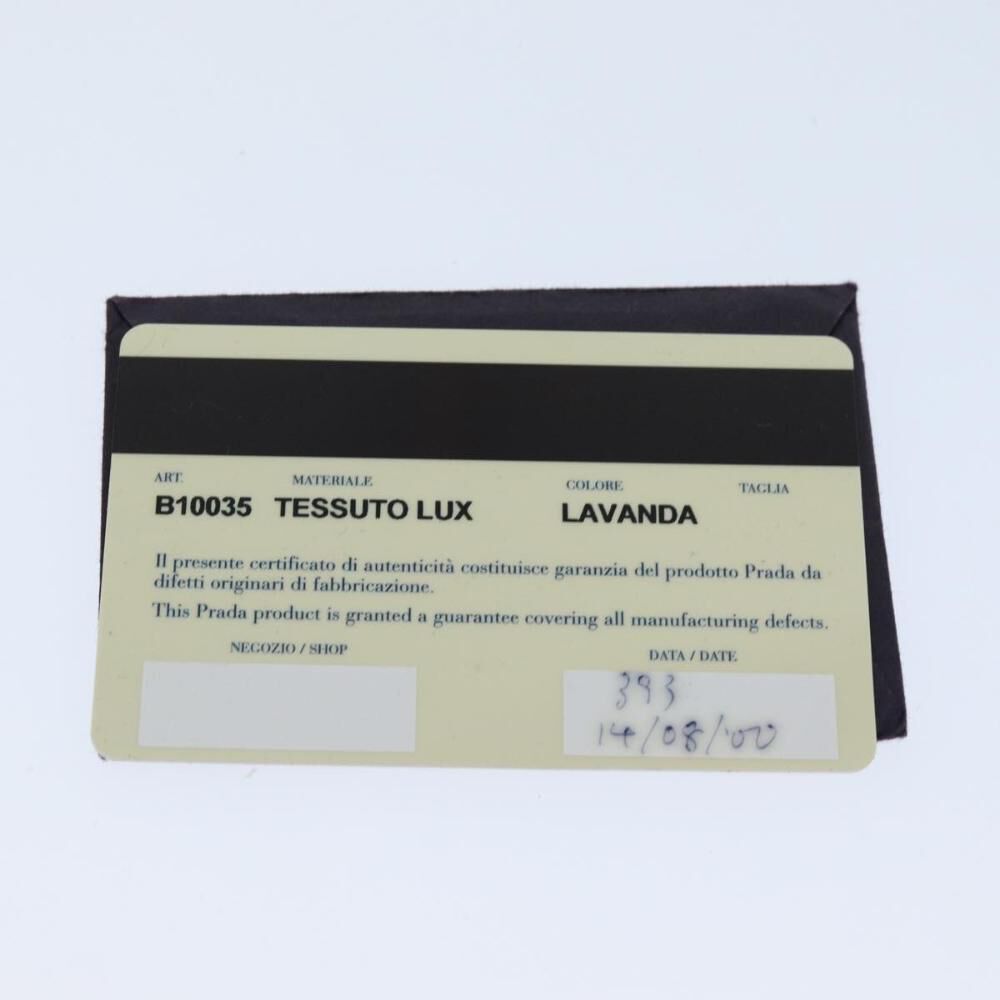 ART. MATERIALE COLORE TAGLIA
B10035 TESSUTO LUX LAVANDA
Il presente certificato di autenticità costituisce garanzia del prodotto Prada da
difetti originari di fabbricazione.
This Prada product is granted a guarantee covering all manufacturing defects.
NEGOZIO / SHOP DATA / DATE
393
14/08/'00